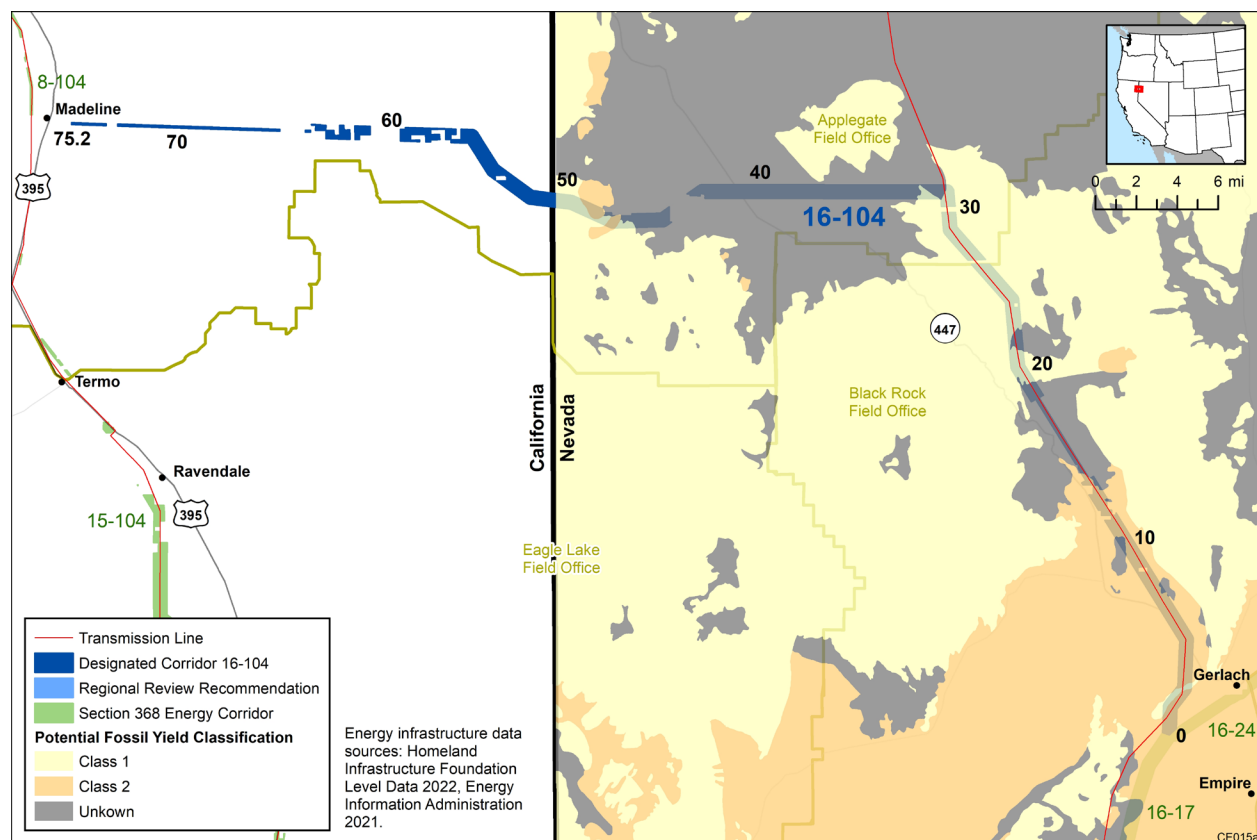 8-104
Madeline
75.2
70
60
50
40
16-104
30
Applegate
Field Office
0 2 4 6 mi
395
447
20
Termo
Black Rock
Field Office
California
Nevada
Ravendale
395
15-104
10
Eagle Lake
Field Office
Gerlach
0
16-24
Empire
16-17
Transmission Line
Designated Corridor 16-104
Regional Review Recommendation
Section 368 Energy Corridor
Potential Fossil Yield Classification
Class 1
Class 2
Unkown
Energy infrastructure data
sources: Homeland
Infrastructure Foundation
Level Data 2022, Energy
Information Administration
2021.
CE015a